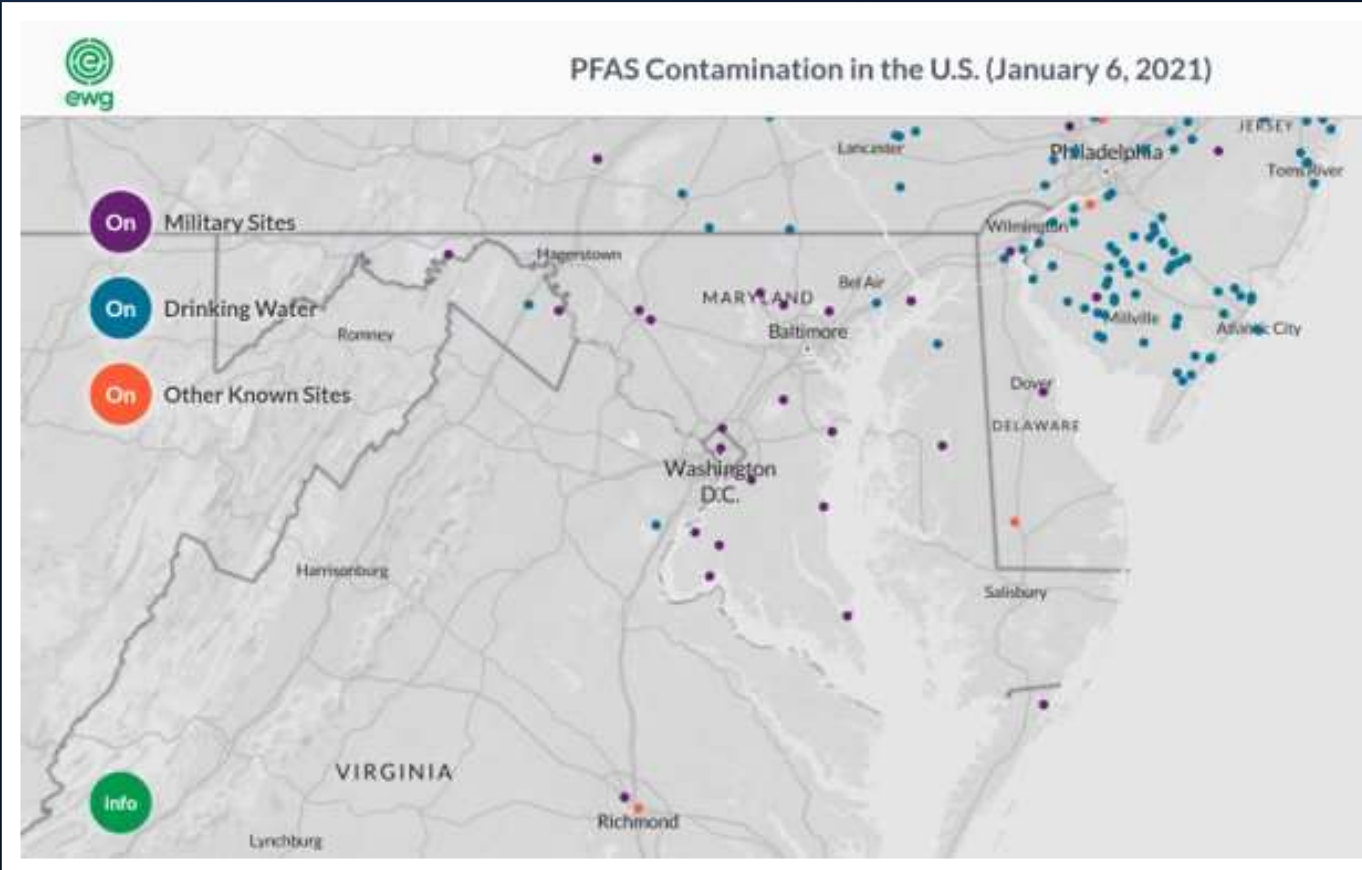 PFAS Contamination in the U.S. (January 6, 2021)
ewg
JERSEY
Lancaster
Philadelphia
Toms River
On Military Sites
Wilmington
Hagerstown
Bel Air
MARYLAND
On Drinking Water
Millville
Atlantic City
Romney
Baltimore
Dover
On Other Known Sites
DELAWARE
Washington
D.C.
Harrisonburg
Salisbury
VIRGINIA
Info
Richmond
Lynchburg